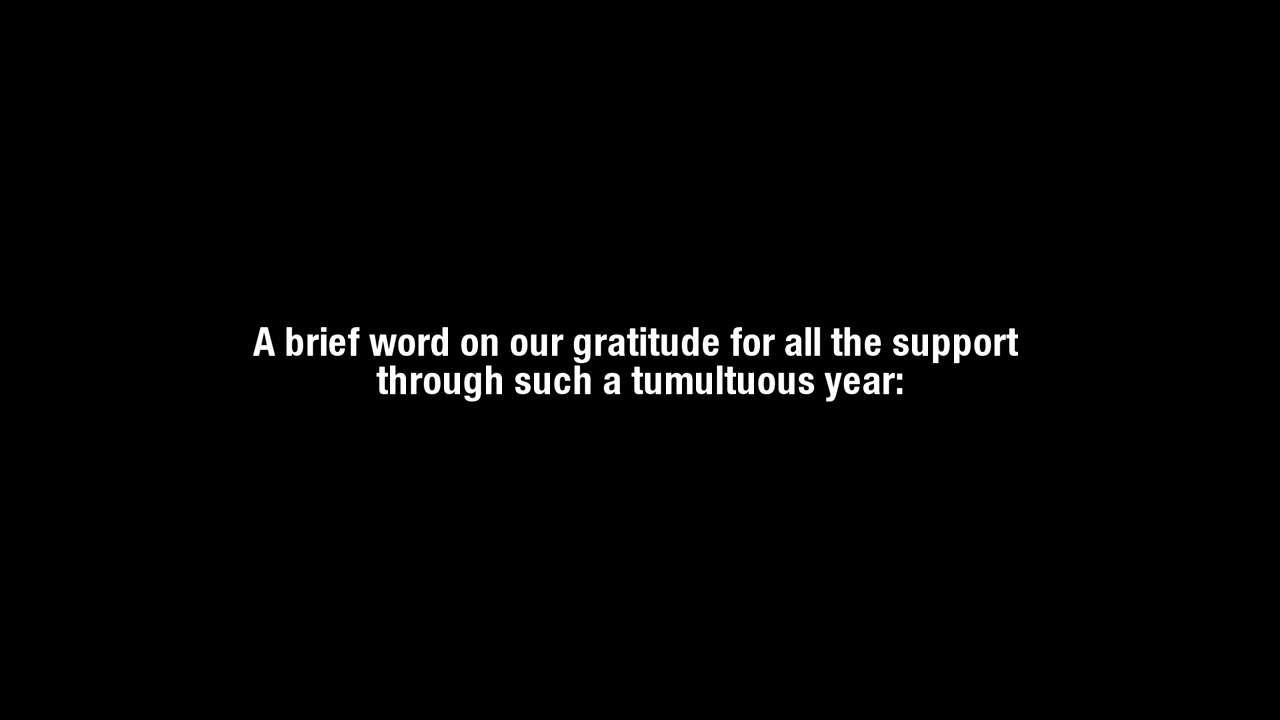 A brief word on our gratitude for all the support
through such a tumultuous year: